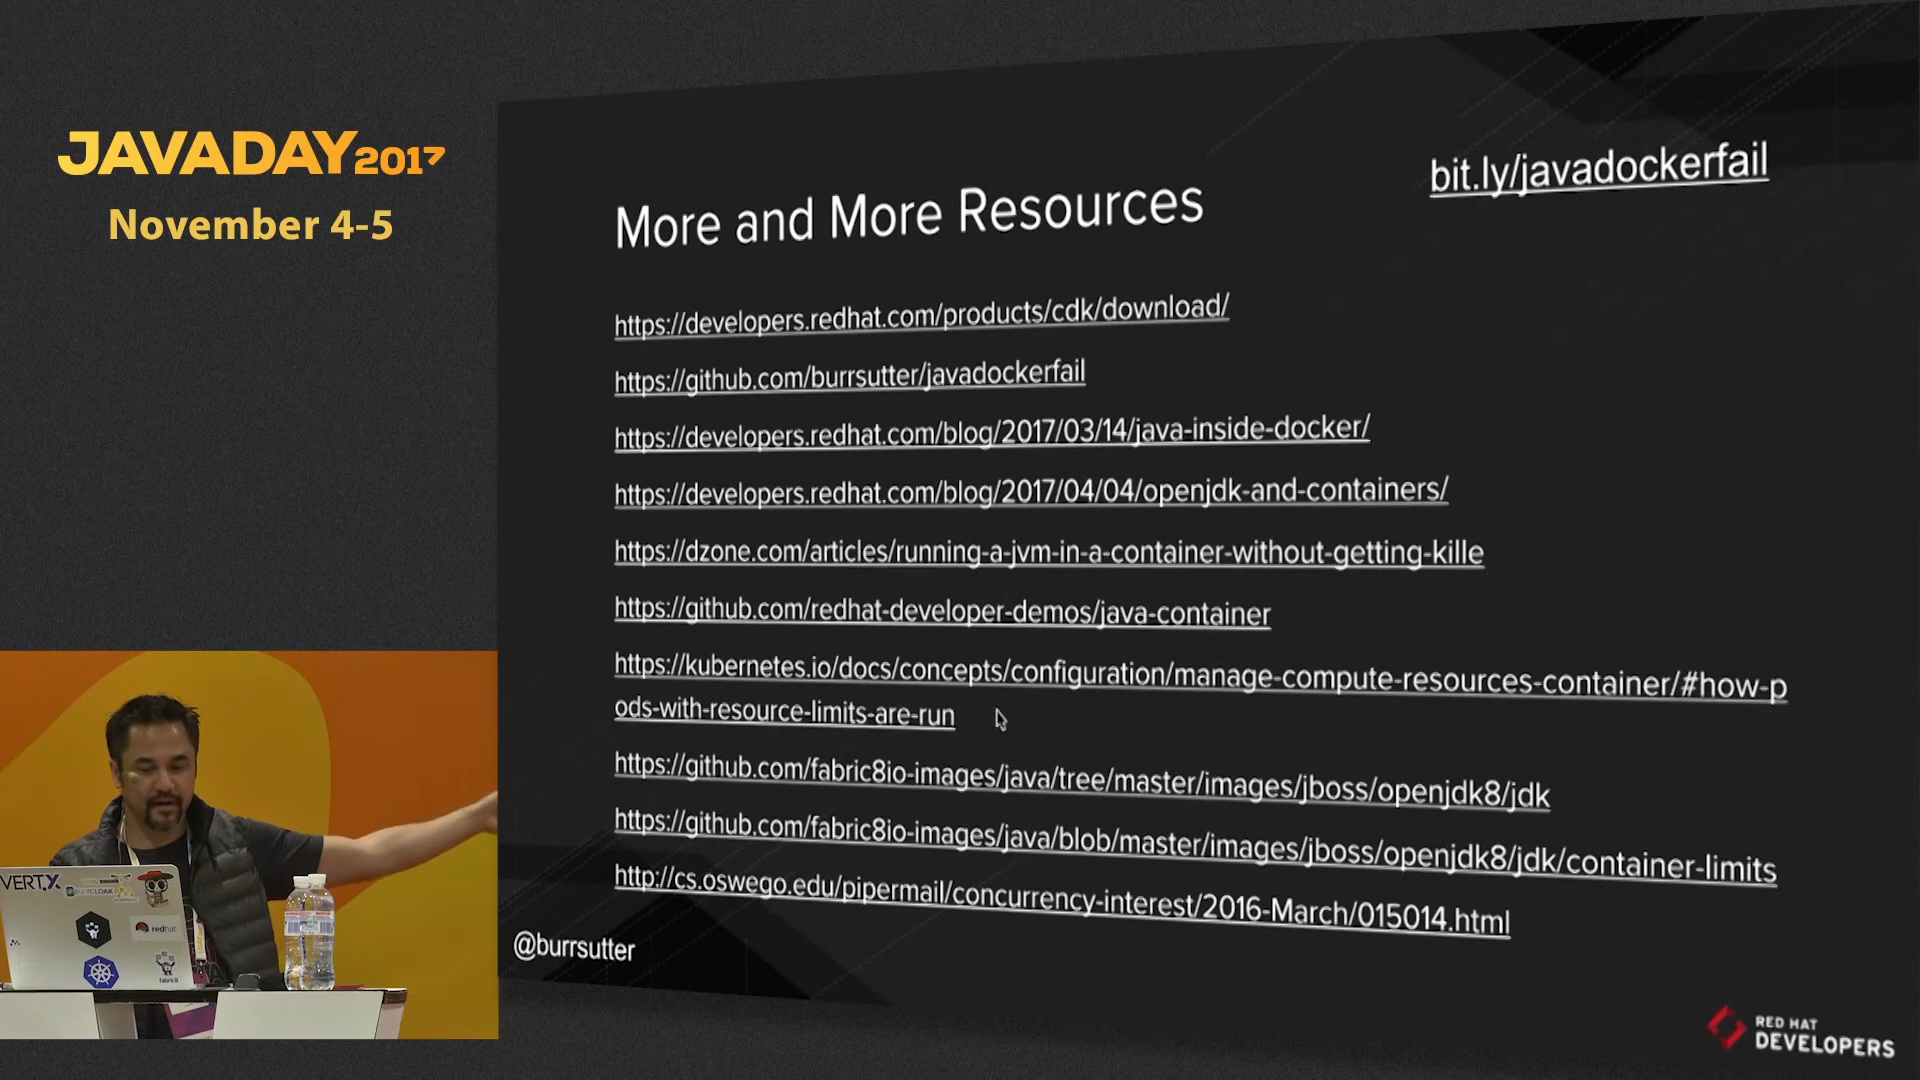 JAVADAY 2017
November 4-5
bit.ly/javadockerfail
More and More Resources
https://developers.redhat.com/products/cdk/download/
https://github.com/burrsutter/javadockerfail
https://developers.redhat.com/blog/2017/03/14/java-inside-docker/
https://developers.redhat.com/blog/2017/04/04/openjdk-and-containers/
https://dzone.com/articles/running-a-jvm-in-a-container-without-getting-kille
https://github.com/redhat-developer-demos/java-container
https://kubernetes.io/docs/concepts/configuration/manage-compute-resources-container/#how-p
ods-with-resource-limits-are-run
https://github.com/fabric8io-images/java/tree/master/images/jboss/openjdk8/jdk
https://github.com/fabric8io-images/java/blob/master/images/jboss/openjdk8/jdk/container-limits
http://cs.oswego.edu/pipermail/concurrency-interest/2016-March/015014.html
@burrsutter
RED HAT
DEVELOPERS
VERT.X
KEYCLOAK
redhat
fabric8